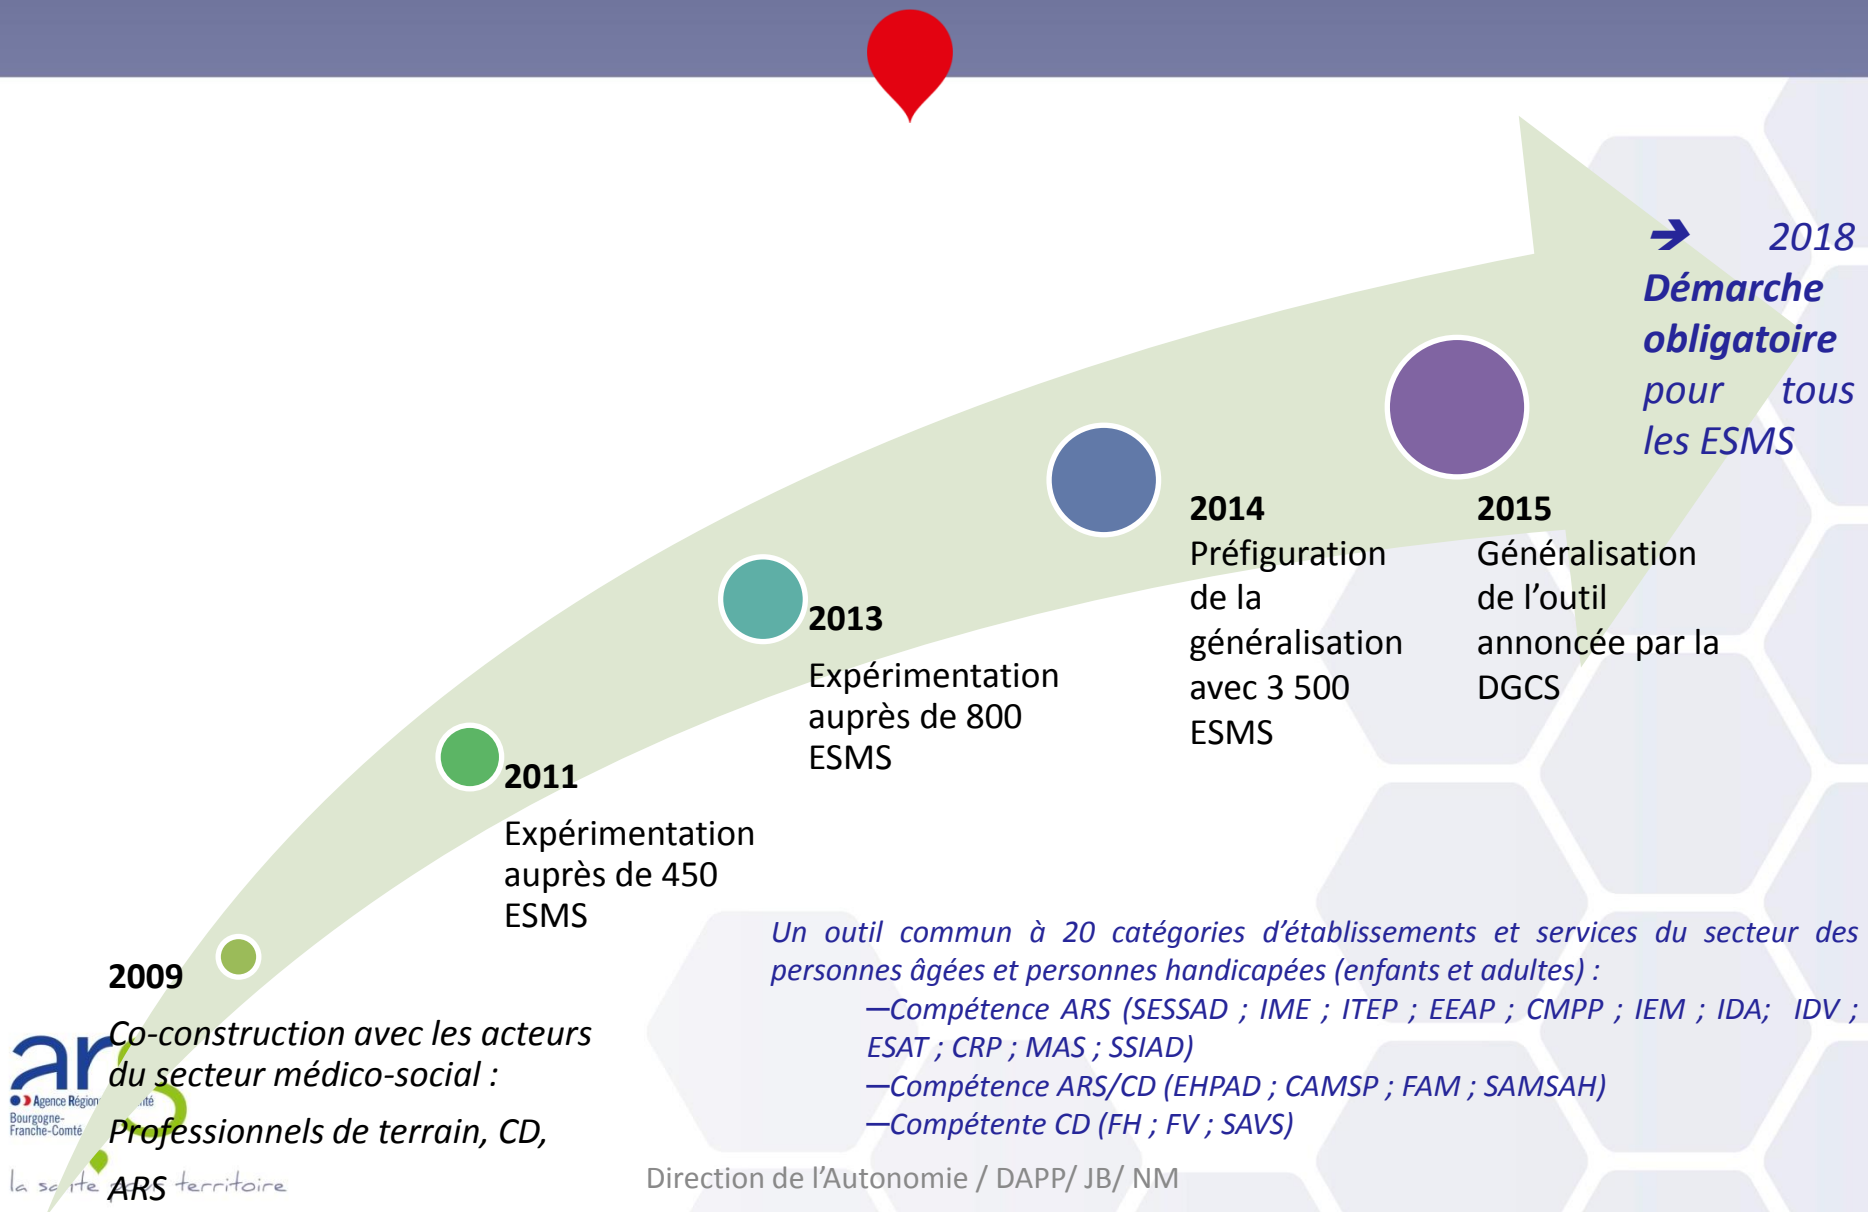 ➔ 2018
Démarche
obligatoire
pour tous
les ESMS
2015
Généralisation
de l’outil
annoncée par la
DGCS
2014
Préfiguration
de la
généralisation
avec 3 500
ESMS
2013
Expérimentation
auprès de 800
ESMS
2011
Expérimentation
auprès de 450
ESMS
2009
Co-construction avec les acteurs
du secteur médico-social :
Professionnels de terrain, CD,
ARS
Un outil commun à 20 catégories d’établissements et services du secteur des
personnes âgées et personnes handicapées (enfants et adultes) :
—Compétence ARS (SESSAD ; IME ; ITEP ; EEAP ; CMPP ; IEM ; IDA; IDV ;
ESAT ; CRP ; MAS ; SSIAD)
—Compétence ARS/CD (EHPAD ; CAMSP ; FAM ; SAMSAH)
—Compétente CD (FH ; FV ; SAVS)
Agence
Bourgogne-
Franche-Comté
la territoire
Direction de l’Autonomie / DAPP/ JB/ NM